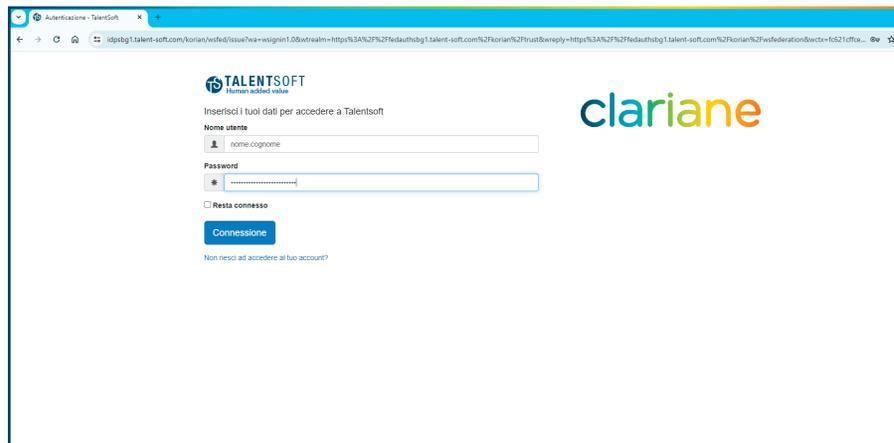 Autenticazione - TalentSoft
idpsbg1.talent-soft.com/korian/wsfed/issue?wa=wsignin1.0&wtrealm=https%3A%2F%2Ffedauthsbg1.talent-soft.com%2Fkorian%2Ftrust&wreply=https%3A%2F%2Ffedauthsbg1.talent-soft.com%2Fkorian%2Fwsfederation&wctx=fc621cffce...
TALENTSOFT
Human added value
clariane
Inserisci i tuoi dati per accedere a Talentsoft
Nome utente
nome.cognome
Password
Resta connesso
Connessione
Non riesci ad accedere al tuo account?